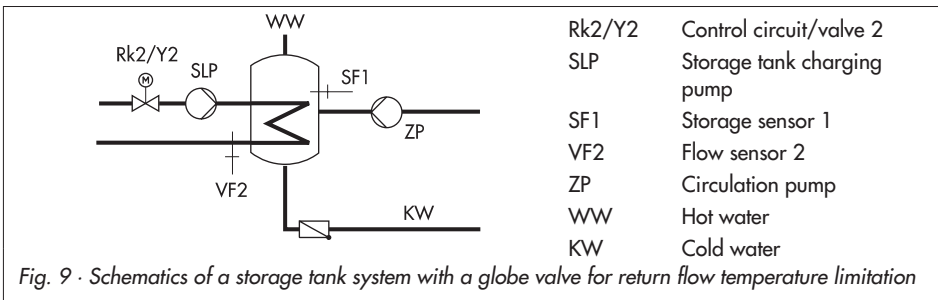 WW
Rk2/Y2
M
SLP
SF1
ZP
VF2
KW
Rk2/Y2 Control circuit/valve 2
SLP Storage tank charging
pump
SF1 Storage sensor 1
VF2 Flow sensor 2
ZP Circulation pump
WW Hot water
KW Cold water
Fig. 9 · Schematics of a storage tank system with a globe valve for return flow temperature limitation